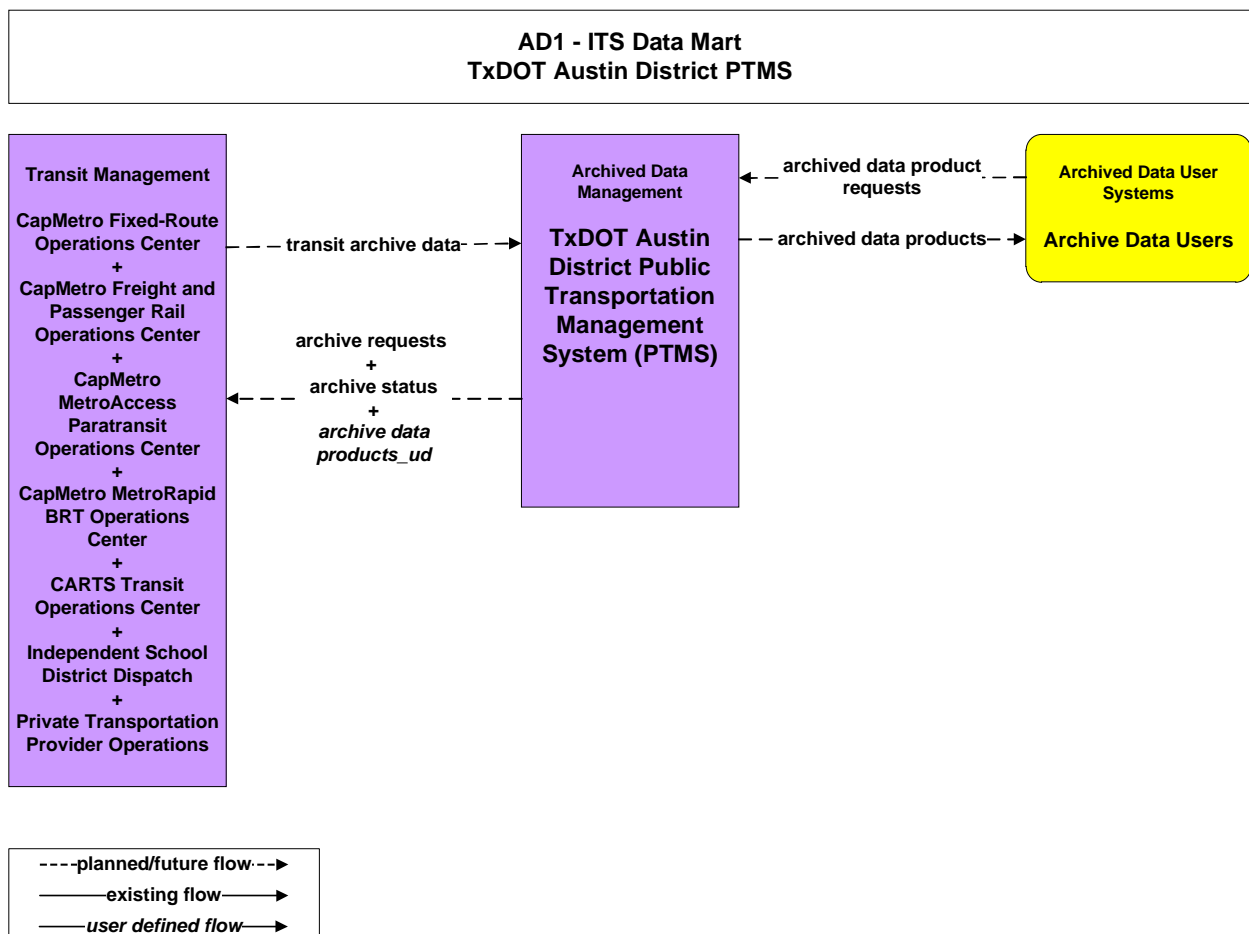 AD1 - ITS Data Mart
TxDOT Austin District PTMS
Transit Management
CapMetro Fixed-Route
Operations Center
+
CapMetro Freight and
Passenger Rail
Operations Center
+
CapMetro
MetroAccess
Paratransit
Operations Center
+
CapMetro MetroRapid
BRT Operations
Center
+
CARTS Transit
Operations Center
+
Independent School
District Dispatch
+
Private Transportation
Provider Operations
transit archive data
archive requests
+
archive status
+
archive data
products_ud
Archived Data
Management
TxDOT Austin
District Public
Transportation
Management
System (PTMS)
archived data product
requests
archived data products
Archived Data User
Systems
Archive Data Users
planned/future flow
existing flow
user defined flow